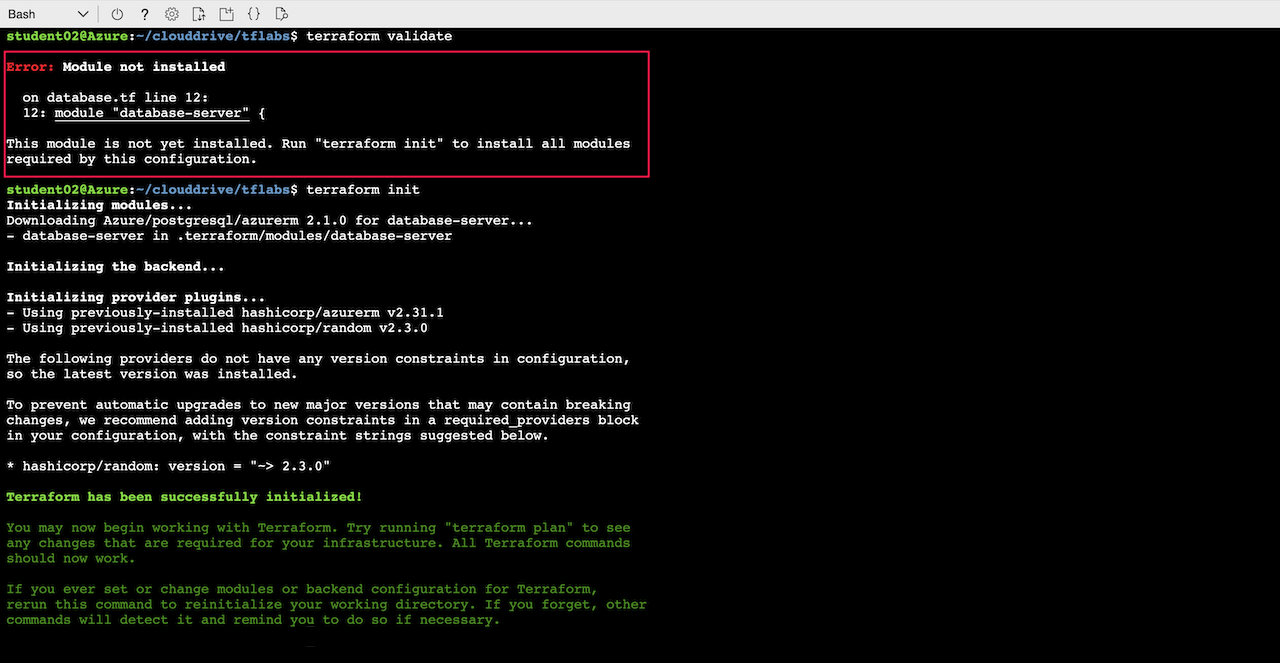 Bash
student02@Azure:~/clouddrive/tflabs$ terraform validate
Error: Module not installed
on database.tf line 12:
12: module "database-server" {
This module is not yet installed. Run "terraform init" to install all modules
required by this configuration.
student02@Azure:~/clouddrive/tflabs$ terraform init
Initializing modules...
Downloading Azure/postgresql/azurerm 2.1.0 for database-server...
- database-server in .terraform/modules/database-server
Initializing the backend...
Initializing provider plugins...
- Using previously-installed hashicorp/azurerm v2.31.1
- Using previously-installed hashicorp/random v2.3.0
The following providers do not have any version constraints in configuration,
so the latest version was installed.
To prevent automatic upgrades to new major versions that may contain breaking
changes, we recommend adding version constraints in a required_providers block
in your configuration, with the constraint strings suggested below.
* hashicorp/random: version = "~> 2.3.0"
Terraform has been successfully initialized!
You may now begin working with Terraform. Try running "terraform plan" to see
any changes that are required for your infrastructure. All Terraform commands
should now work.
If you ever set or change modules or backend configuration for Terraform,
rerun this command to reinitialize your working directory. If you forget, other
commands will detect it and remind you to do so if necessary.